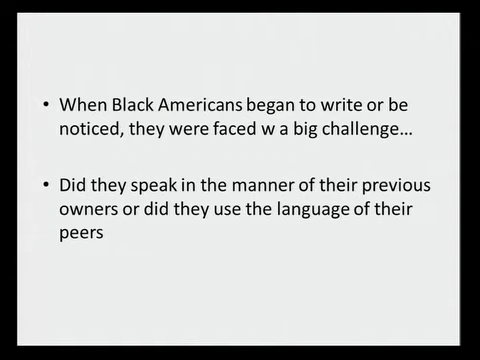 • When Black Americans began to write or be
noticed, they were faced w a big challenge…
• Did they speak in the manner of their previous
owners or did they use the language of their
peers